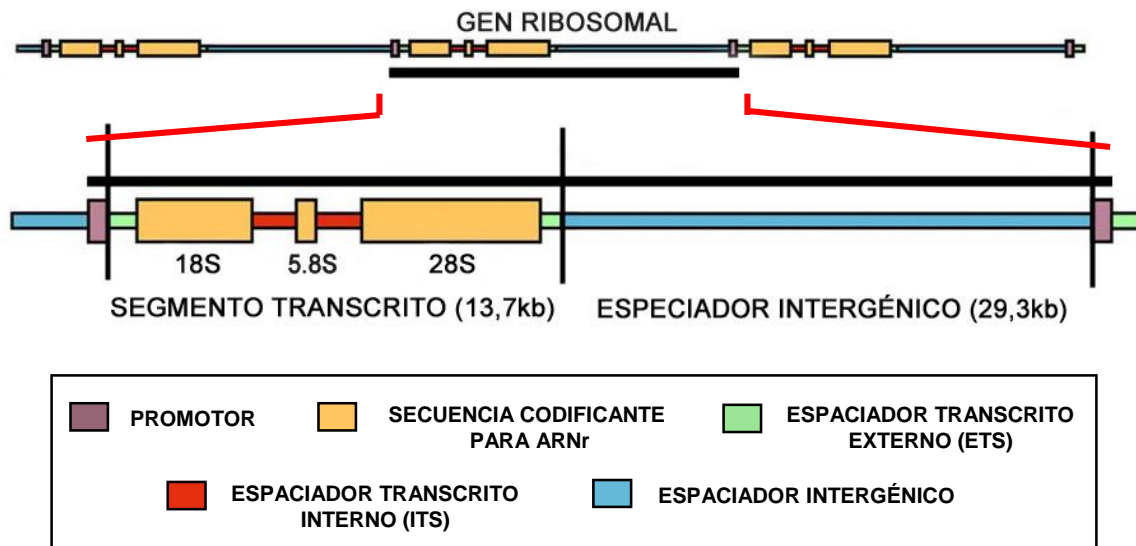 GEN RIBOSOMAL
18S 5.8S 28S
SEGMENTO TRANSCRITO (13,7kb) ESPECIADOR INTERGÉNICO (29,3kb)
PROMOTOR
SECUENCIA CODIFICANTE
PARA ARNr
ESPACIADOR TRANSCRITO
EXTERNO (ETS)
ESPACIADOR TRANSCRITO
INTERNO (ITS)
ESPACIADOR INTERGÉNICO